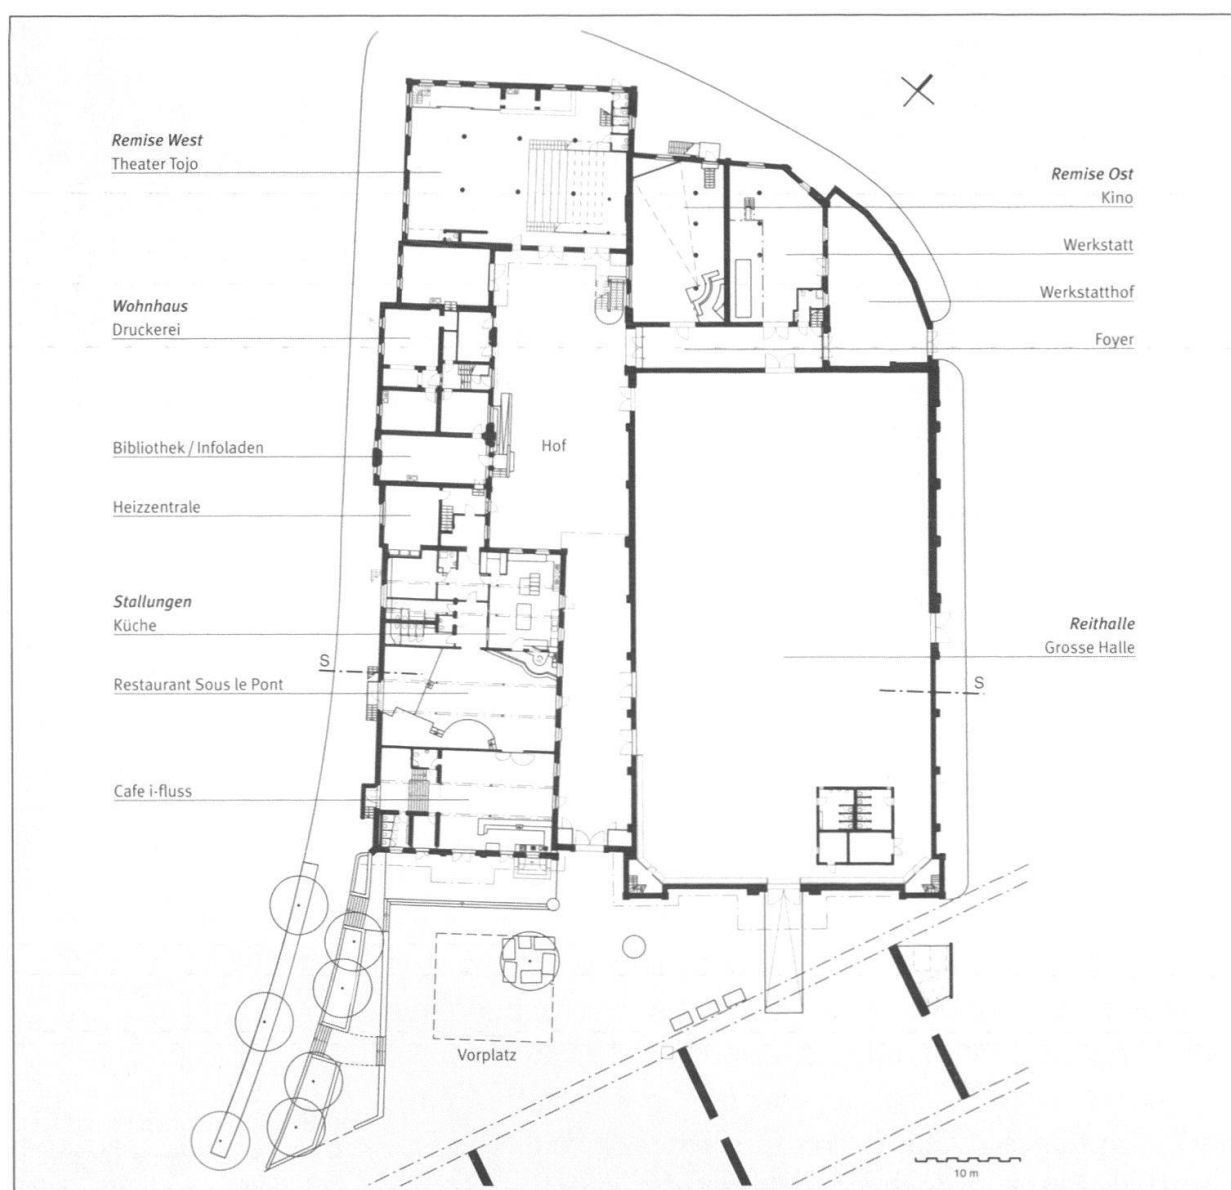 Remise West
Theater Tojo
Wohnhaus
Druckerei
Bibliothek / Infoladen
Heizzentrale
Stallungen
Küche
S
Restaurant Sous le Pont
Cafe i-fluss
Hof
Remise Ost
Kino
Werkstatt
Werkstatthof
Foyer
Reithalle
Grosse Halle
S
Vorplatz
10 m